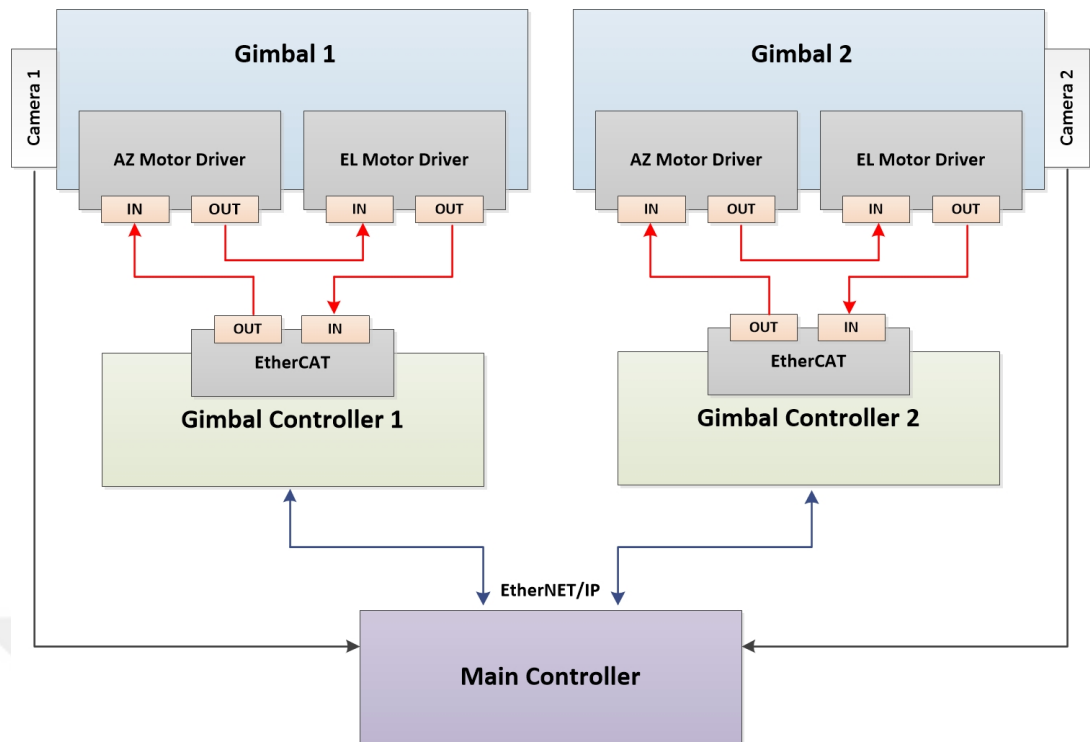 Gimbal 1
Gimbal 2
Camera 1
Camera 2
AZ Motor Driver
EL Motor Driver
AZ Motor Driver
EL Motor Driver
IN
OUT
IN
OUT
IN
OUT
IN
OUT
OUT
IN
OUT
IN
EtherCAT
EtherCAT
Gimbal Controller 1
Gimbal Controller 2
EtherNET/IP
Main Controller